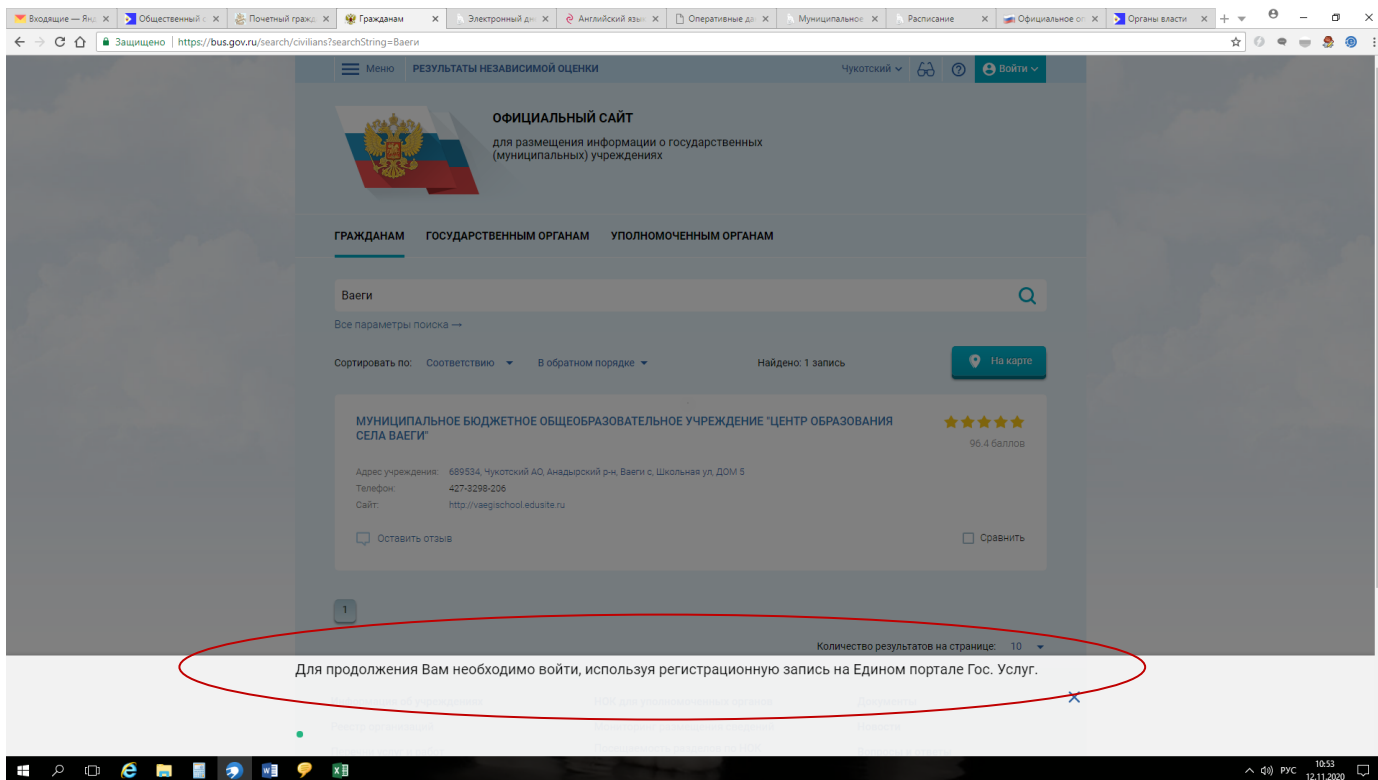 Входящие — Янд
Общественный с
Почетный гражд
Гражданам
Электронный дн
Английский язык
Оперативные да
Муниципальное
Расписание
Официальное оп
Органы власти
Защищено | https://bus.gov.ru/search/civilians?searchString=Ваеги
Меню РЕЗУЛЬТАТЫ НЕЗАВИСИМОЙ ОЦЕНКИ Чукотский Войти
ОФИЦИАЛЬНЫЙ САЙТ
для размещения информации о государственных
(муниципальных) учреждениях
ГРАЖДАНАМ ГОСУДАРСТВЕННЫМ ОРГАНАМ УПОЛНОМОЧЕННЫМ ОРГАНАМ
Ваеги
Все параметры поиска →
Сортировать по: Соответствию В обратном порядке Найдено: 1 запись На карте
МУНИЦИПАЛЬНОЕ БЮДЖЕТНОЕ ОБЩЕОБРАЗОВАТЕЛЬНОЕ УЧРЕЖДЕНИЕ "ЦЕНТР ОБРАЗОВАНИЯ
СЕЛА ВАЕГИ"
96.4 баллов
Адрес учреждения: 689534, Чукотский АО, Анадырский р-н, Ваеги с, Школьная ул, ДОМ 5
Телефон: 427-3298-206
Сайт: http://vaegischool.edusite.ru
Оставить отзыв Сравнить
1
Количество результатов на странице: 10
Для продолжения Вам необходимо войти, используя регистрационную запись на Едином портале Гос. Услуг.
РУС
10:53
12.11.2020